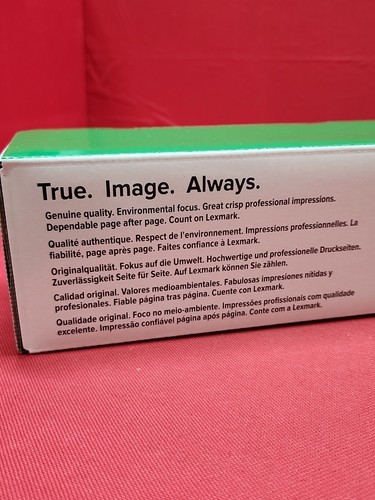 True. Image. Always.
Genuine quality. Environmental focus. Great crisp professional impressions.
Dependable page after page. Count on Lexmark.
Qualité authentique. Respect de l'environnement. Impressions professionnelles. La
fiabilité, page après page. Faites confiance à Lexmark.
Originalqualität. Fokus auf die Umwelt. Hochwertige und professionelle Druckseiten.
Zuverlässigkeit Seite für Seite. Auf Lexmark können Sie zählen.
Calidad original. Valores medioambientales. Fabulosas impresiones nítidas y
profesionales. Fiable página tras página. Cuente con Lexmark.
Qualidade original. Foco no meio-ambiente. Impressões profissionais com qualidade
excelente. Impressão confiável página após página. Conte com a Lexmark.